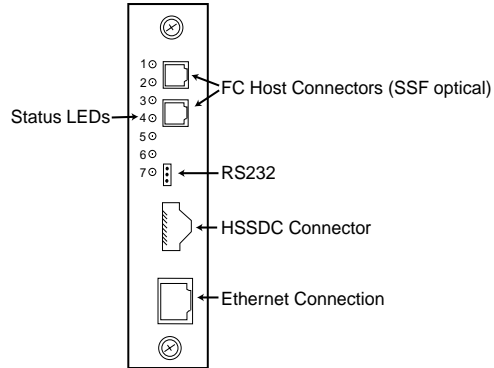 1
2
FC Host Connectors (SSF optical)
3
Status LEDs
4
5
6
7
RS232
HSSDC Connector
Ethernet Connection